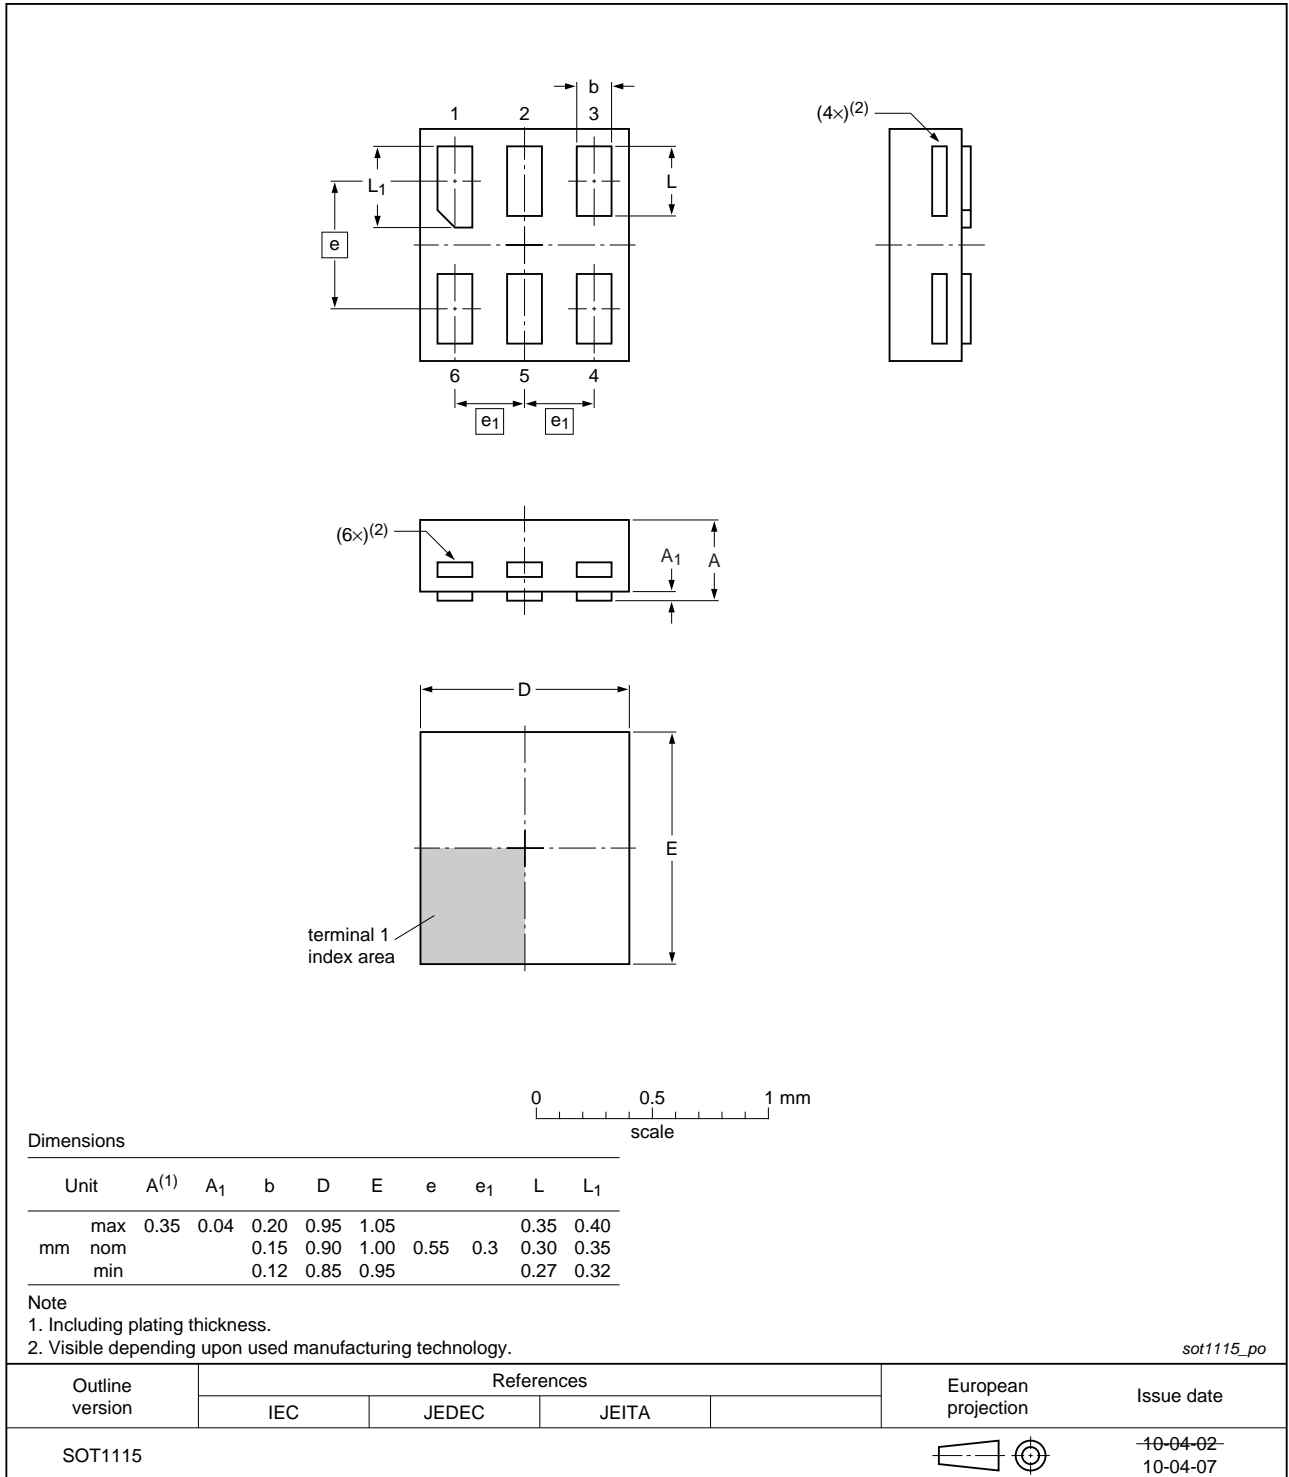 b
1 2 3
(4×)(2)
L1
L
e
6 5 4
e1 e1
(6×)(2)
A1 A
D
E
terminal 1
index area
0 0.5 1 mm
scale
Dimensions
Unit A(1) A1 b D E e e1 L L1
max 0.35 0.04 0.20 0.95 1.05 0.35 0.40
mm nom 0.15 0.90 1.00 0.55 0.3 0.30 0.35
min 0.12 0.85 0.95 0.27 0.32
Note
1. Including plating thickness.
2. Visible depending upon used manufacturing technology.
sot1115_po
Outline version
References
IEC JEDEC JEITA
European projection
Issue date
SOT1115
10-04-02
10-04-07